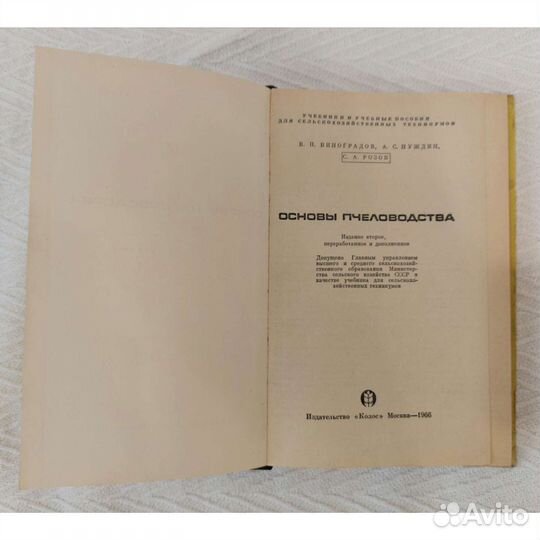 УЧЕБНИКИ И УЧЕБНЫЕ ПОСОБИЯ
ДЛЯ СЕЛЬСКОХОЗЯЙСТВЕННЫХ ТЕХНИКУМОВ
В. П. ВИНОГРАДОВ, А. С. НУЖДИН,
С. А. РОЗОВ
ОСНОВЫ ПЧЕЛОВОДСТВА
Издание второе,
переработанное и дополненное
Допущено Главным управлением
высшего и среднего сельскохозяй-
ственного образования Министер-
ства сельского хозяйства СССР в
качестве учебника для сельскохо-
зяйственных техникумов
Издательство «Колос» Москва—1966
Avito